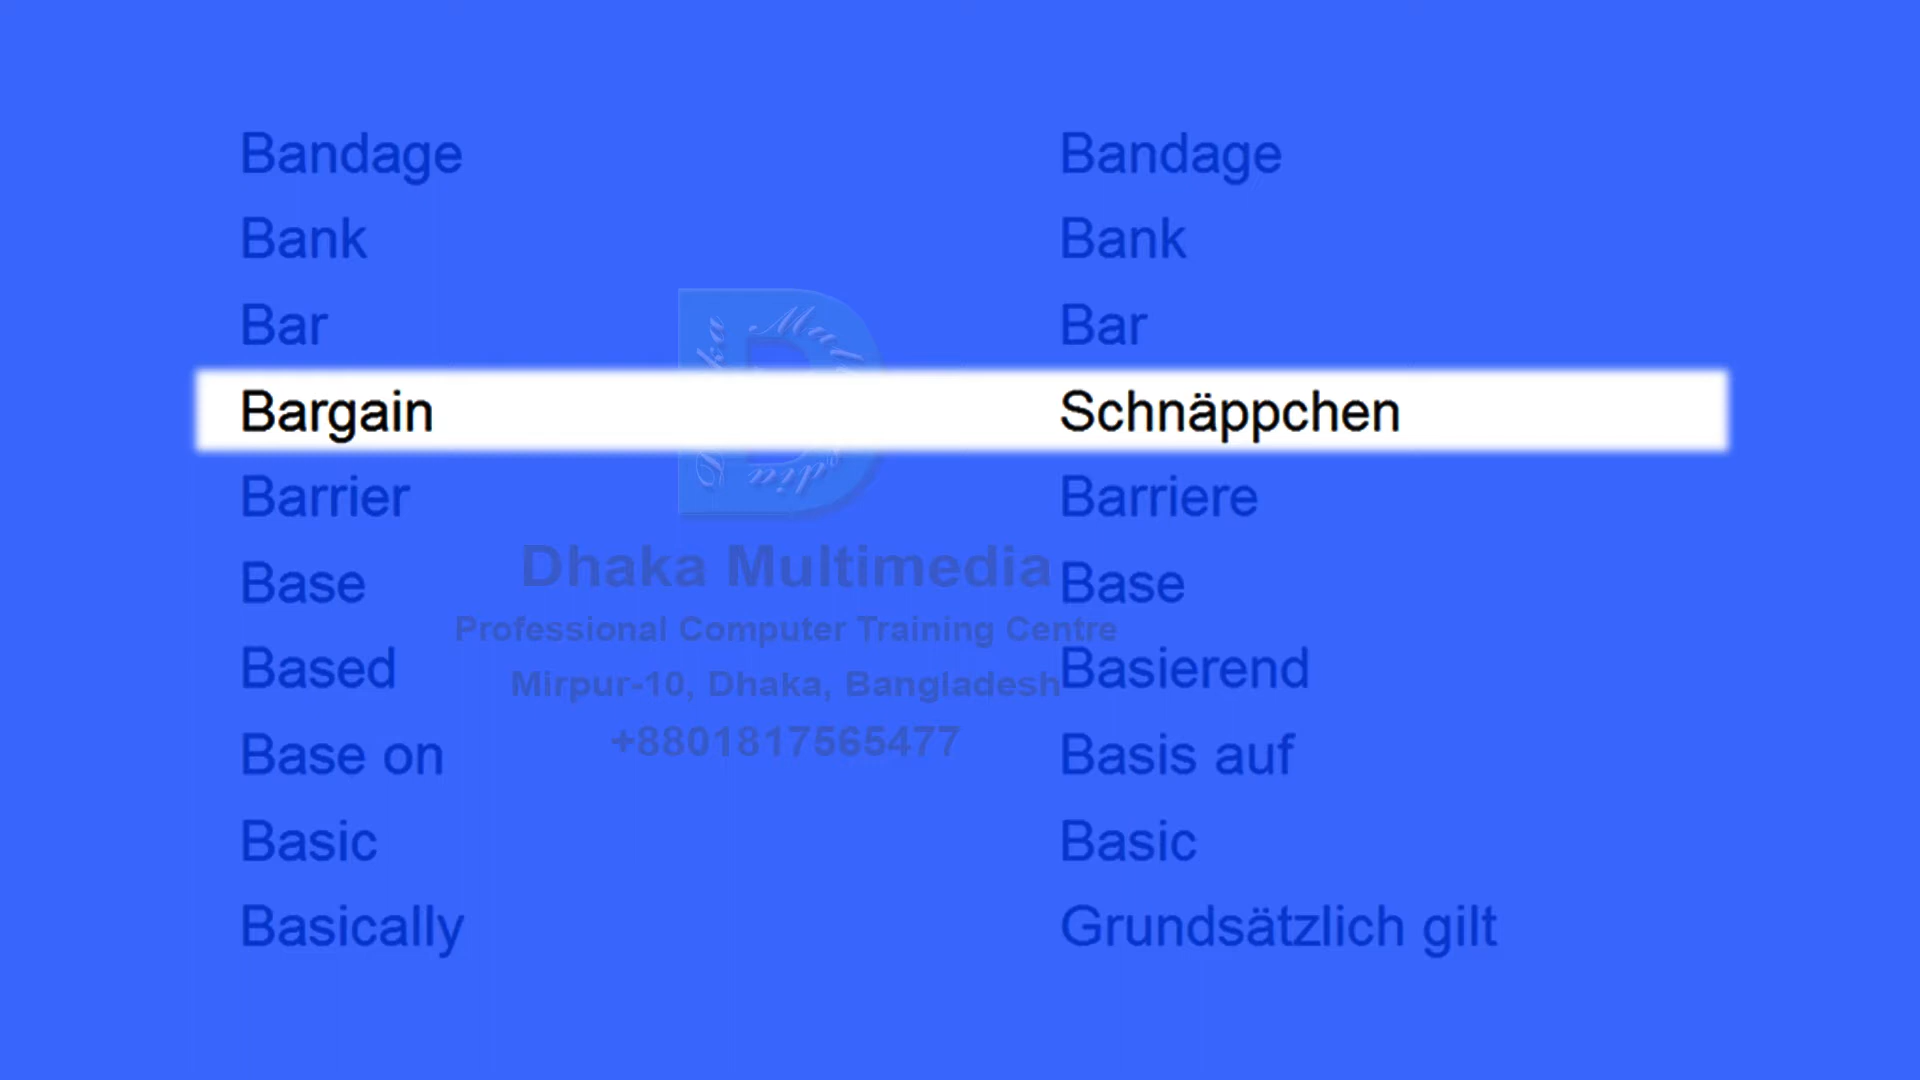 Bandage Bandage
Bank Bank
Bar Bar
Bargain Schnäppchen
Barrier Barriere
Base Base
Based Basierend
Base on Basis auf
Basic Basic
Basically Grundsätzlich gilt
Dhaka Multimedia
Professional Computer Training Centre
Mirpur-10, Dhaka, Bangladesh
+8801817565477